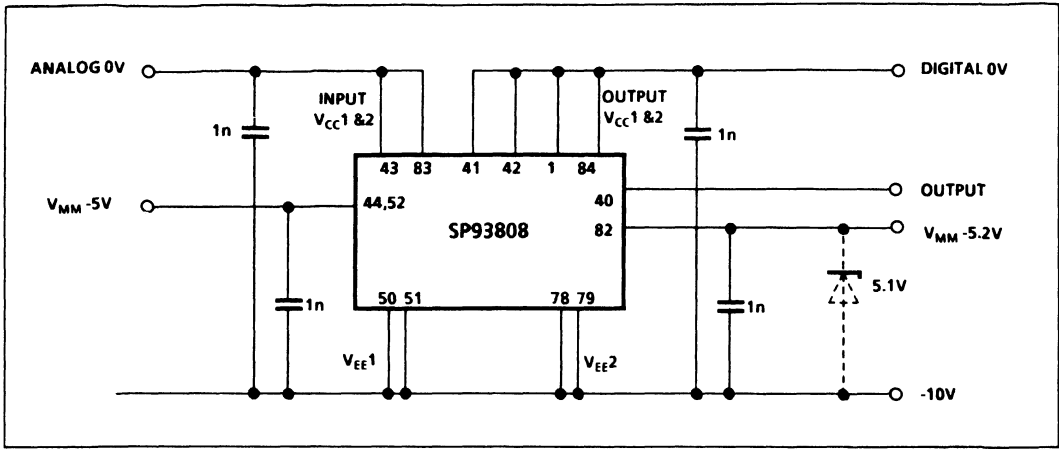 ANALOG 0V
DIGITAL 0V
INPUT
VCC1 &2
OUTPUT
VCC1 &2
1n
1n
43 83 41 42 1 84
VMM -5V
44,52
40
OUTPUT
SP93808
82
VMM -5.2V
1n
50 51 78 79
1n
5.1V
VEE1
VEE2
-10V